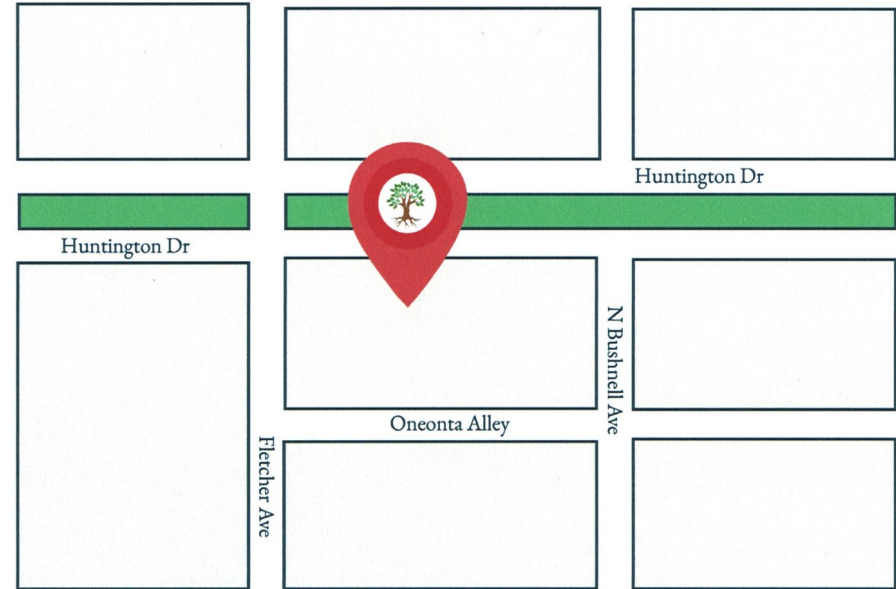 Huntington Dr
Huntington Dr
N Bushnell Ave
Oneonta Alley
Fletcher Ave